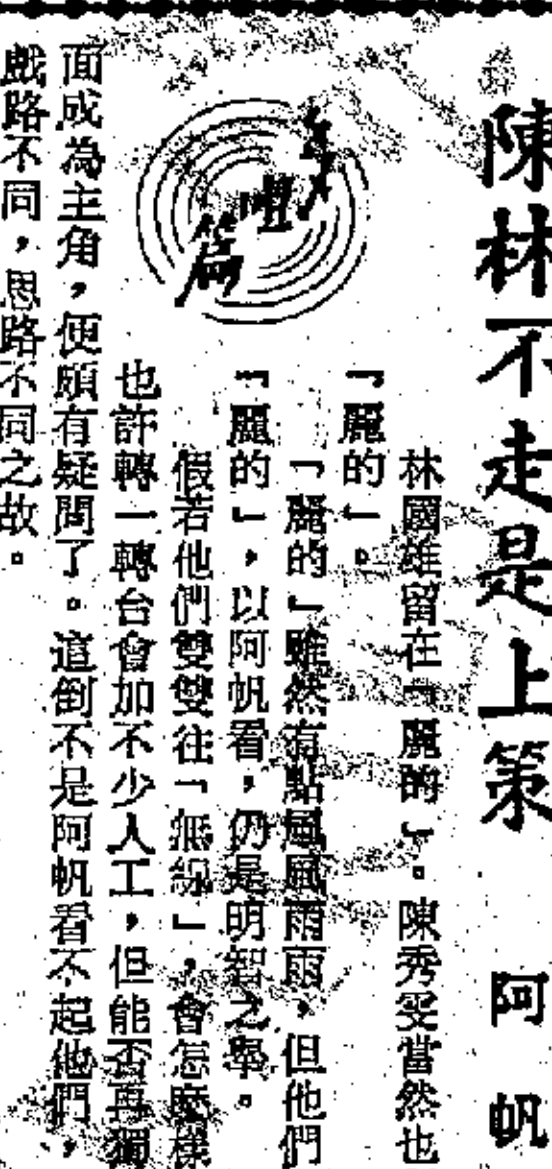 陳林不走是上策
阿帆
林國雄留在「麗的」。陳秀雯當然也
「麗的」。
「麗的」雖然有點風風雨雨,但他們
「麗的」,以阿帆看,仍是明智之舉。
假若他們雙雙往「無線」,會怎麼樣
也許轉一轉台會加不少人工,但能否再獨
面成為主角,便頗有疑問了。這倒不是阿帆看不起他們,
戲路不同,思路不同之故。